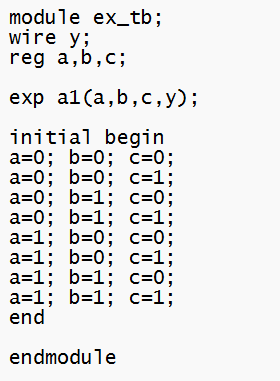 module ex_tb;
wire y;
reg a,b,c;
exp a1(a,b,c,y);
initial begin
a=0; b=0; c=0;
a=0; b=0; c=1;
a=0; b=1; c=0;
a=0; b=1; c=1;
a=1; b=0; c=0;
a=1; b=0; c=1;
a=1; b=1; c=0;
a=1; b=1; c=1;
end
endmodule